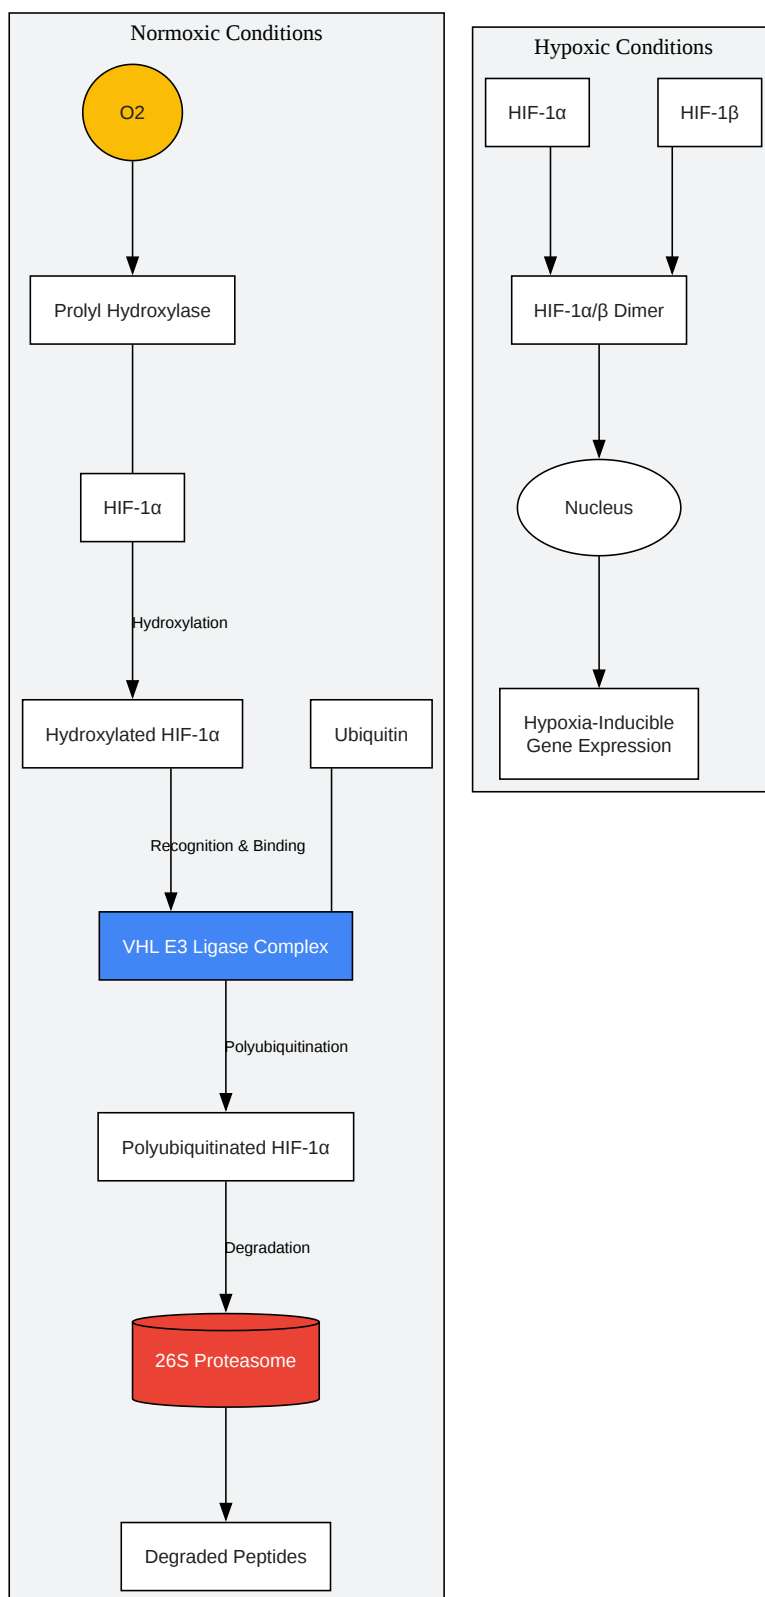 Normoxic Conditions
O2
Prolyl Hydroxylase
HIF-1α
Hydroxylation
Hydroxylated HIF-1α
Ubiquitin
Recognition & Binding
VHL E3 Ligase Complex
Polyubiquitination
Polyubiquitinated HIF-1α
Degradation
26S Proteasome
Degraded Peptides
Hypoxic Conditions
HIF-1α
HIF-1β
HIF-1α/β Dimer
Nucleus
Hypoxia-Inducible
Gene Expression